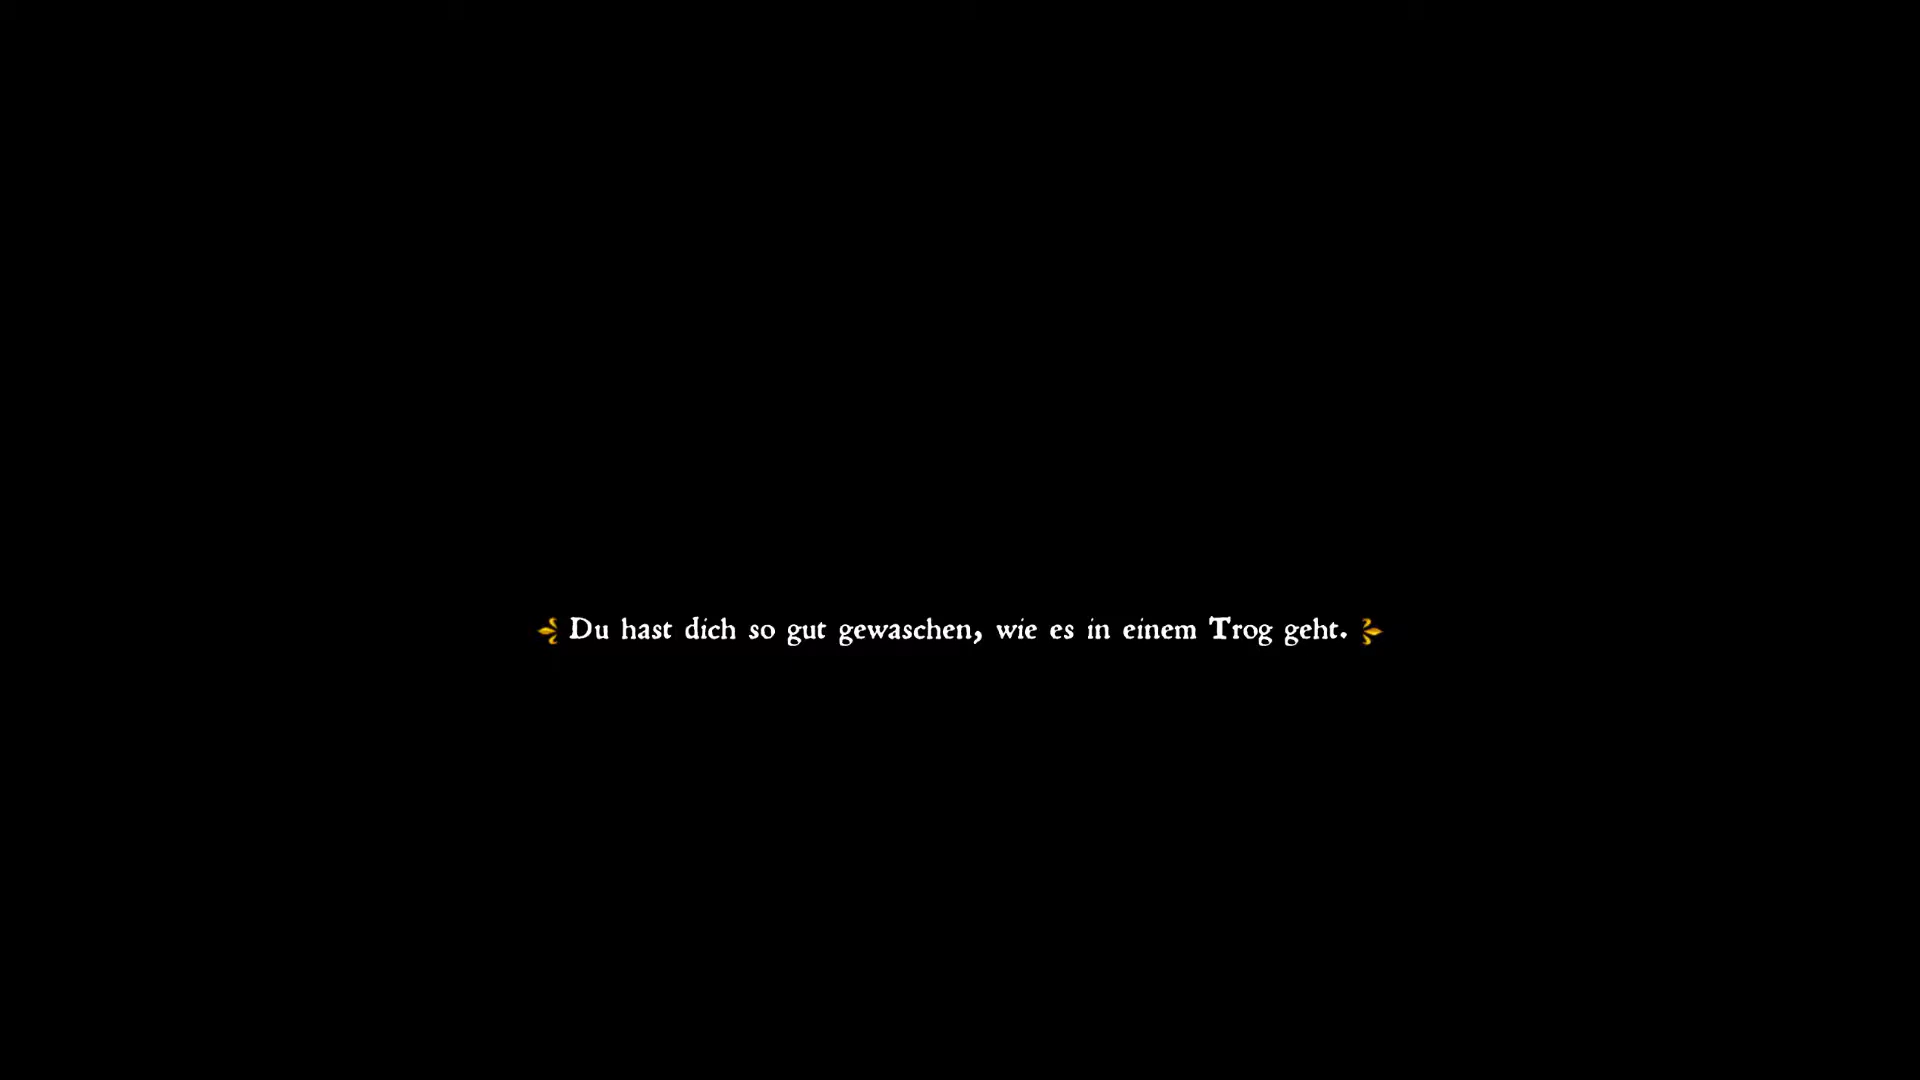 Du hast dich so gut gewaschen, wie es in einem Trog geht.